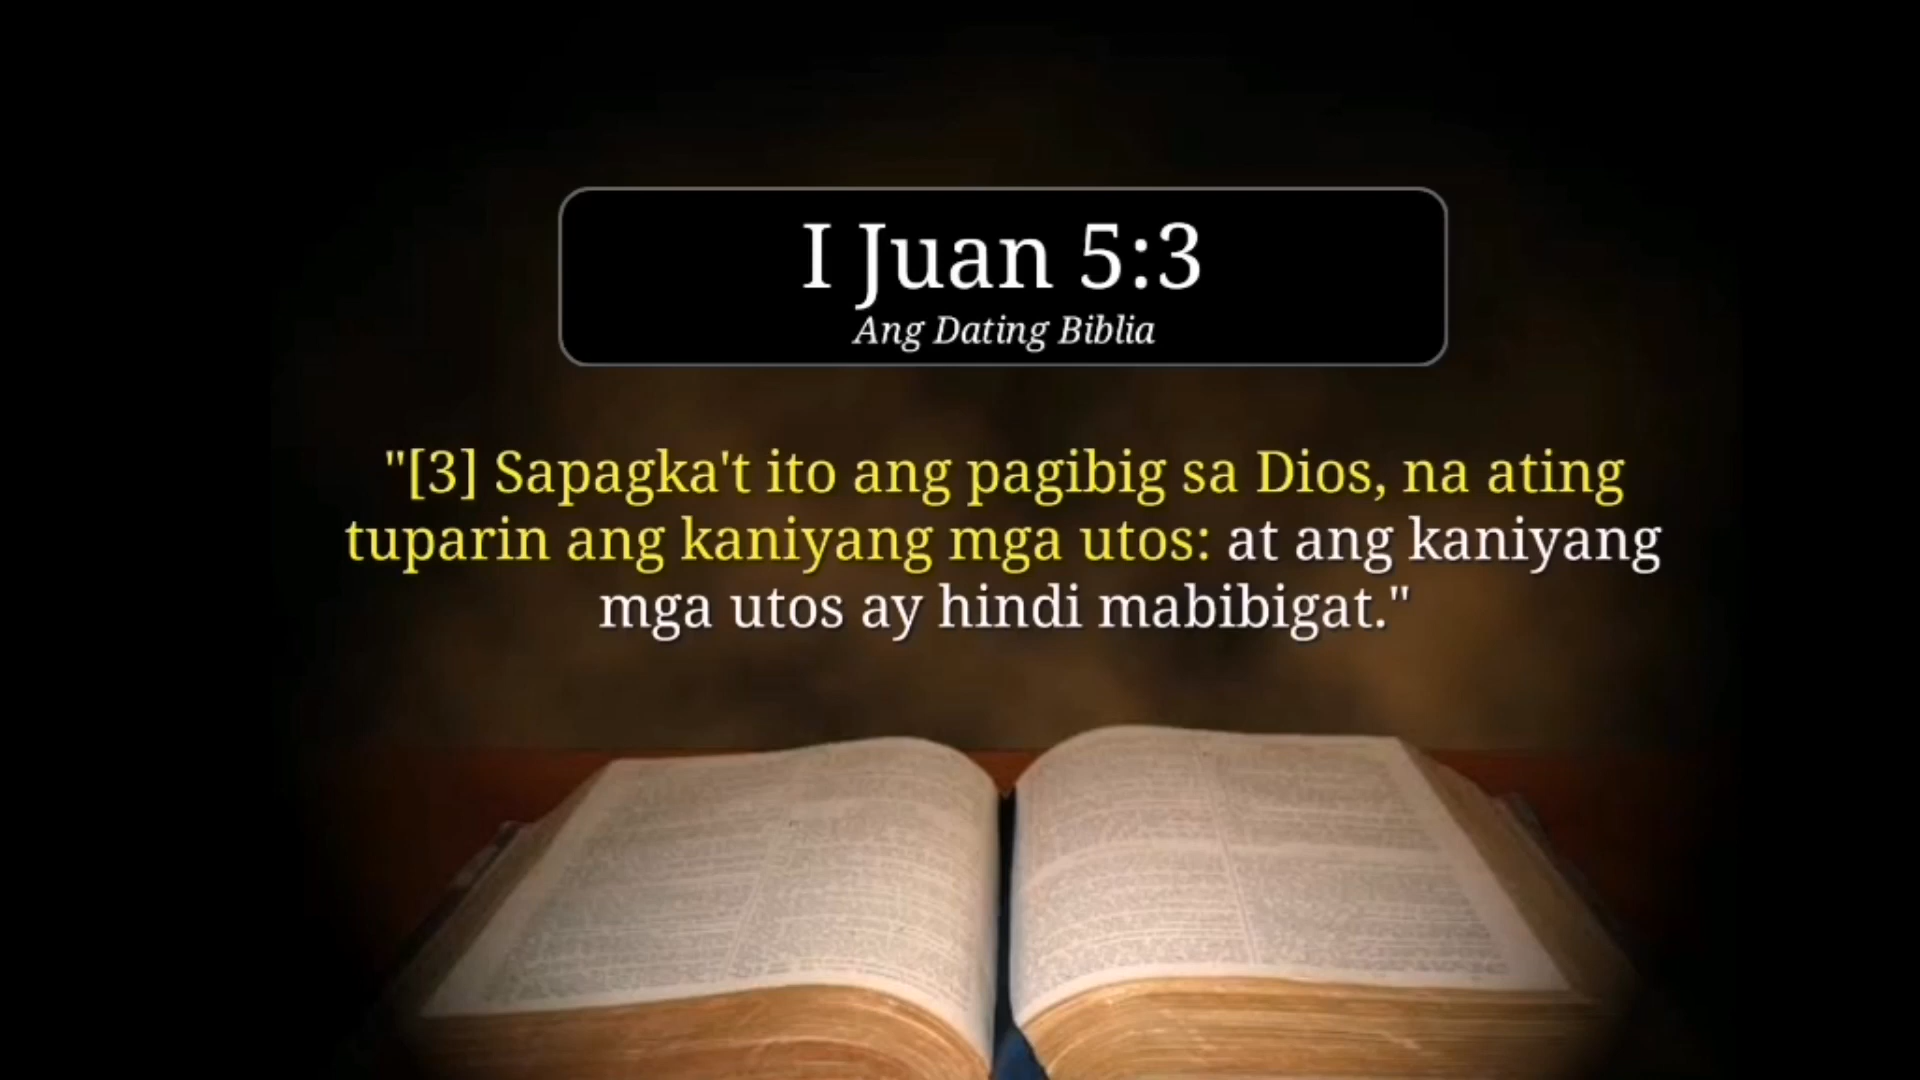 I Juan 5:3
Ang Dating Biblia
"[3] Sapagka't ito ang pagibig sa Dios, na ating
tuparin ang kaniyang mga utos: at ang kaniyang
mga utos ay hindi mabibigat."